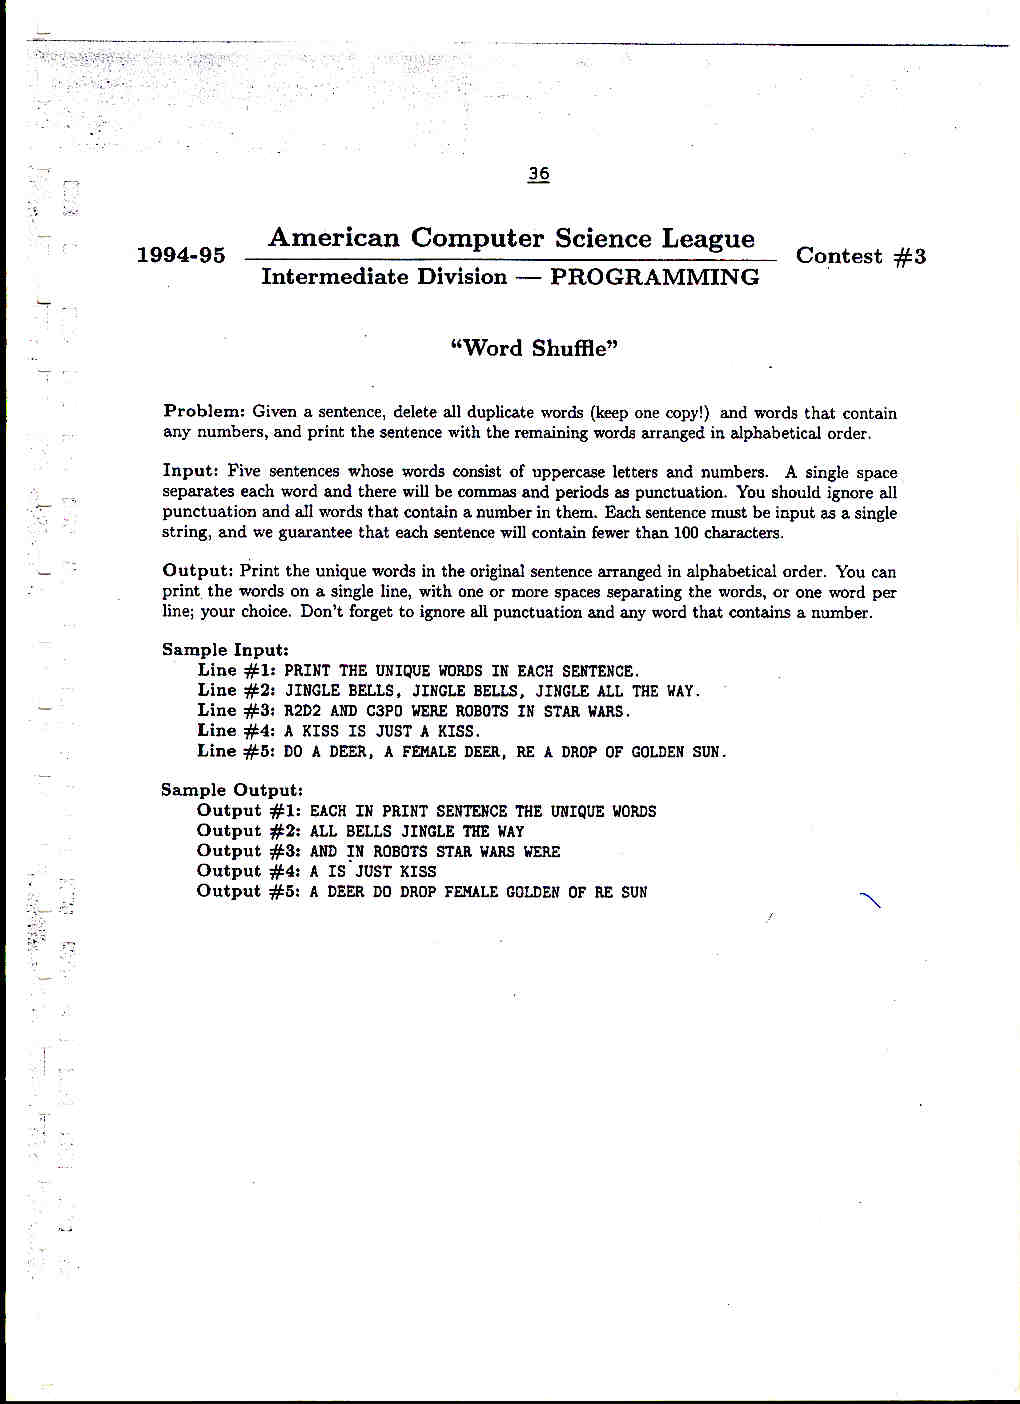 36
American Computer Science League
1994-95
Contest #3
Intermediate Division — PROGRAMMING
“Word Shuffle”
Problem: Given a sentence, delete all duplicate words (keep one copy!) and words that contain
any numbers, and print the sentence with the remaining words arranged in alphabetical order.
Input: Five sentences whose words consist of uppercase letters and numbers. A single space
separates each word and there will be commas and periods as punctuation. You should ignore all
punctuation and all words that contain a number in them. Each sentence must be input as a single
string, and we guarantee that each sentence will contain fewer than 100 characters.
Output: Print the unique words in the original sentence arranged in alphabetical order. You can
print the words on a single line, with one or more spaces separating the words, or one word per
line; your choice. Don't forget to ignore all punctuation and any word that contains a number.
Sample Input:
Line #1: PRINT THE UNIQUE WORDS IN EACH SENTENCE.
Line #2: JINGLE BELLS, JINGLE BELLS, JINGLE ALL THE WAY.
Line #3: R2D2 AND C3PO WERE ROBOTS IN STAR WARS.
Line #4: A KISS IS JUST A KISS.
Line #5: DO A DEER, A FEMALE DEER, RE A DROP OF GOLDEN SUN.
Sample Output:
Output #1: EACH IN PRINT SENTENCE THE UNIQUE WORDS
Output #2: ALL BELLS JINGLE THE WAY
Output #3: AND IN ROBOTS STAR WARS WERE
Output #4: A IS JUST KISS
Output #5: A DEER DO DROP FEMALE GOLDEN OF RE SUN